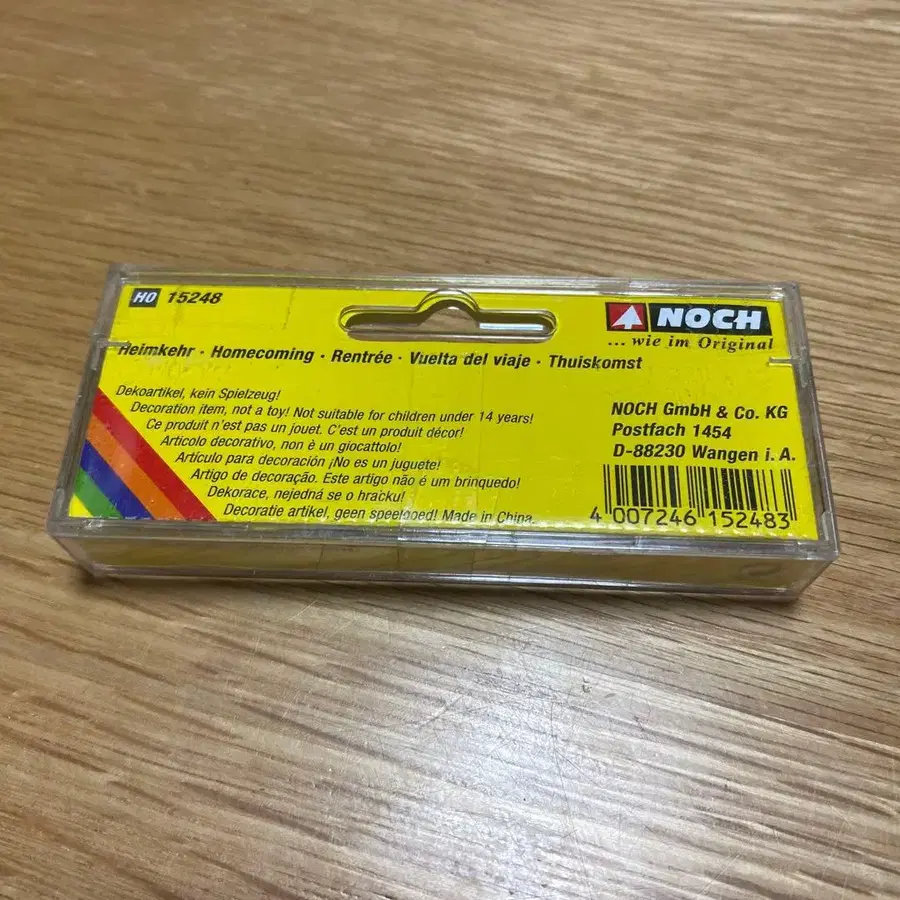 H0 15248
NOCH
... wie im Original
Heimkehr · Homecoming · Rentrée · Vuelta del viaje · Thuiskomst
Dekoartikel, kein Spielzeug!
Decoration item, not a toy! Not suitable for children under 14 years!
Ce produit n'est pas un jouet. C'est un produit décor!
Articolo decorativo, non è un giocattolo!
Artículo para decoración ¡No es un juguete!
Artigo de decoração. Este artigo não é um brinquedo!
Dekorace, nejedná se o hračku!
Decoratie artikel, geen speelgoed! Made in China.
NOCH GmbH & Co. KG
Postfach 1454
D-88230 Wangen i. A.
4 007246 152483